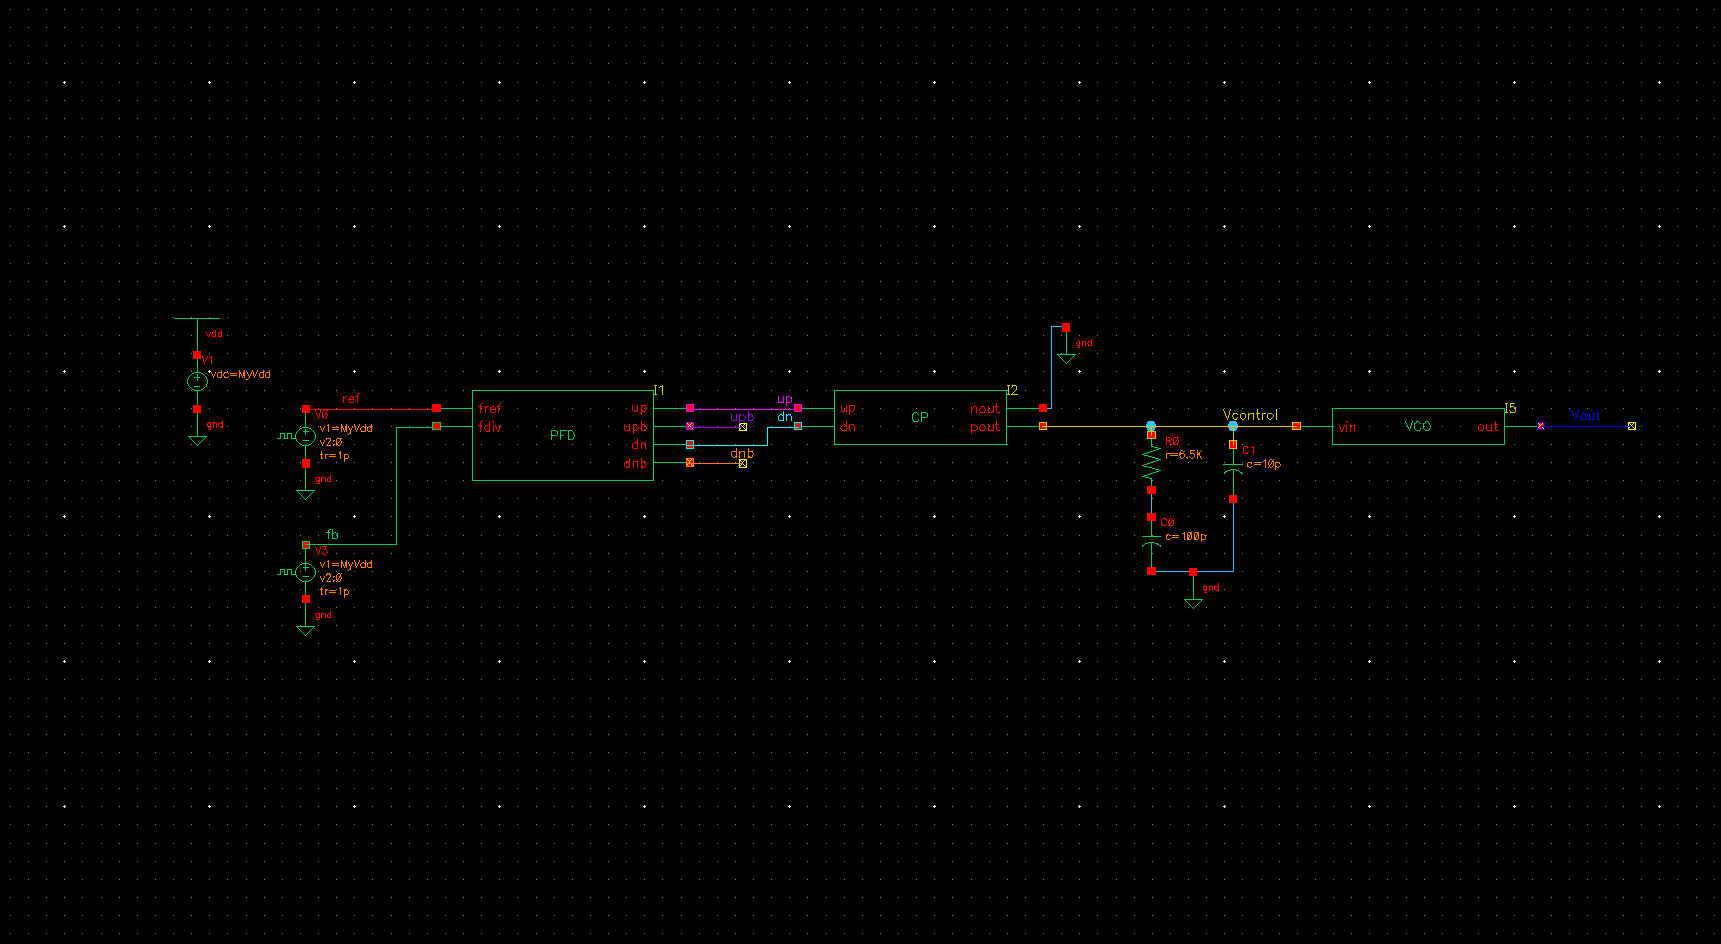 vdd
V1
vdc=MyVdd
gnd
ref
V0
v1=MyVdd
v2:0
tr=1p
gnd
fb
V3
v1=MyVdd
v2:0
tr=1p
gnd
I1
fref
fdiv
PFD
up
upb
dn
dnb
upb
dnb
up
dn
I2
up
dn
CP
nout
pout
gnd
Vcontrol
R0
r=6.5K
C0
c=100p
C1
c=10p
gnd
I5
vin
VCO
out
Vout